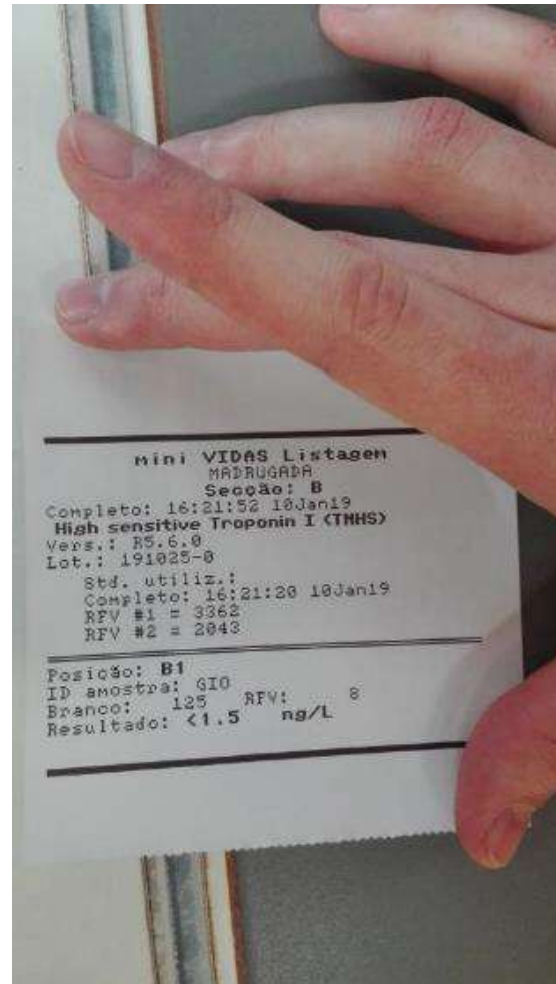 mini VIDAS Listagem
MADRUGADA
Secção: B
Completo: 16:21:52 10Jan19
High sensitive Troponin I (TNHS)
Vers.: R5.6.0
Lot.: 191025-0
Std. utiliz.:
Completo: 16:21:20 10Jan19
RFV #1 = 3362
RFV #2 = 2043
Posição: B1
ID amostra: GIO
Branco: 125 RFV: 8
Resultado: <1.5 ng/L